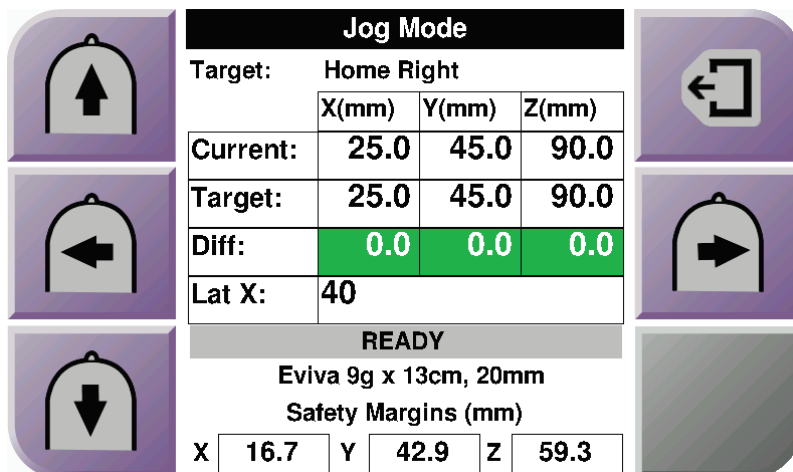 Jog Mode
Target: Home Right
X(mm) Y(mm) Z(mm)
Current: 25.0 45.0 90.0
Target: 25.0 45.0 90.0
Diff: 0.0 0.0 0.0
Lat X: 40
READY
Eviva 9g x 13cm, 20mm
Safety Margins (mm)
X 16.7 Y 42.9 Z 59.3